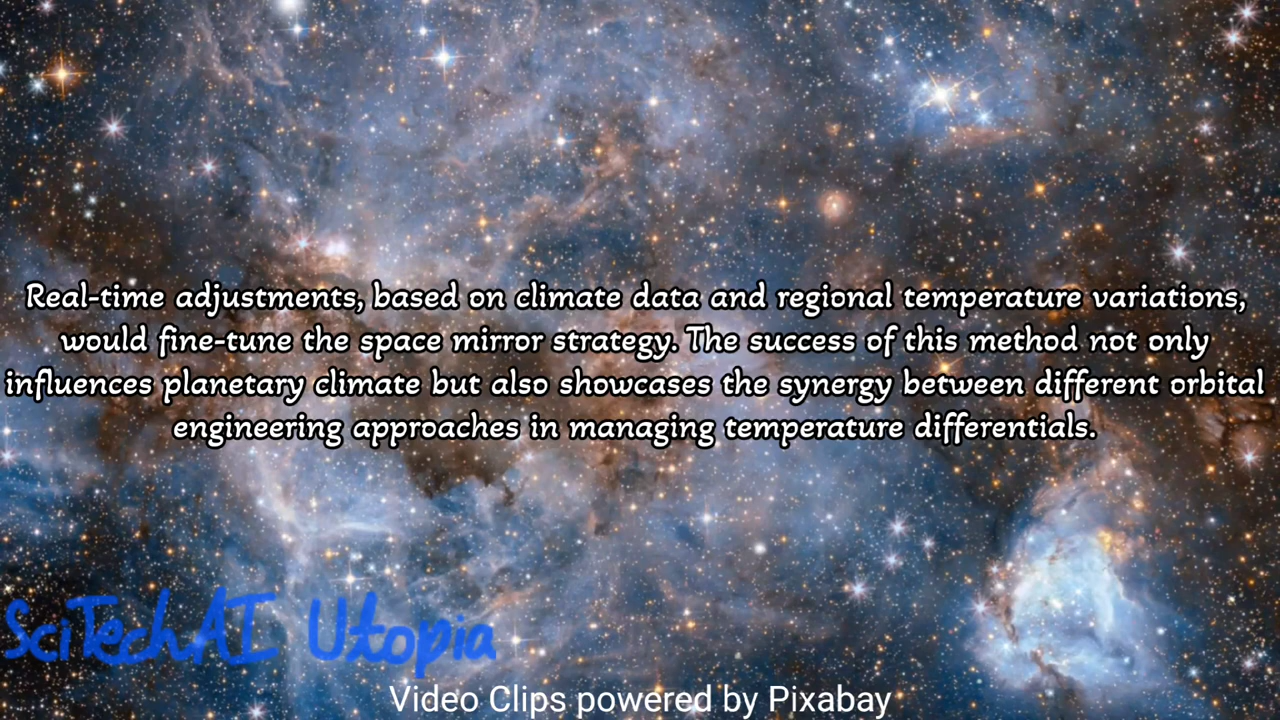 Real-time adjustments, based on climate data and regional temperature variations,
would fine-tune the space mirror strategy. The success of this method not only
influences planetary climate but also showcases the synergy between different orbital
engineering approaches in managing temperature differentials.
SciTechAI Utopia
Video Clips powered by Pixabay